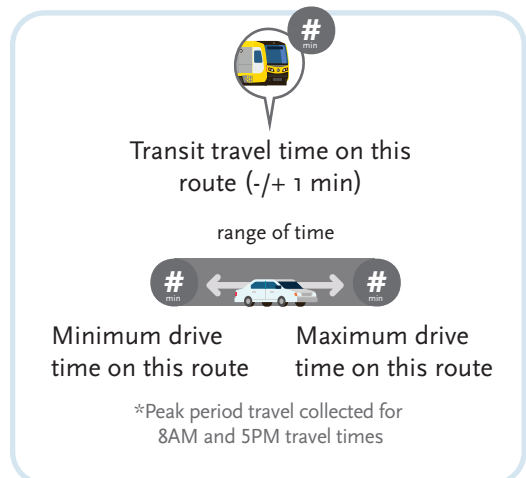 #
min
Transit travel time on this
route (-/+ 1 min)
range of time
# #
min min
Minimum drive Maximum drive
time on this route time on this route
*Peak period travel collected for
8AM and 5PM travel times